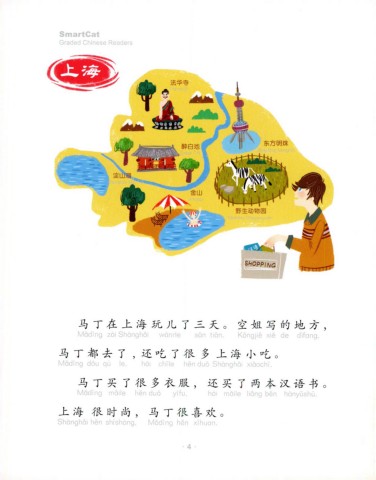 SmartCat
Graded Chinese Readers
上海
法华寺
醉白池
东方明珠
淀山湖
金山
野生动物园
SHOPPING
马丁在上海玩儿了三天。空姐写的地方，
Mǎdīng zài Shànghǎi wánrle sān tiān. Kōngjiě xiě de dìfang,
马丁都去了，还吃了很多上海小吃。
Mǎdīng dōu qù le, hái chīle hěn duō Shànghǎi xiǎochī.
马丁买了很多衣服，还买了两本汉语书。
Mǎdīng mǎile hěn duō yīfu, hái mǎile liǎng běn hànyǔshū.
上海 很时尚，马丁很喜欢。
Shànghǎi hěn shíshàng, Mǎdīng hěn xǐhuan.
- 4 -